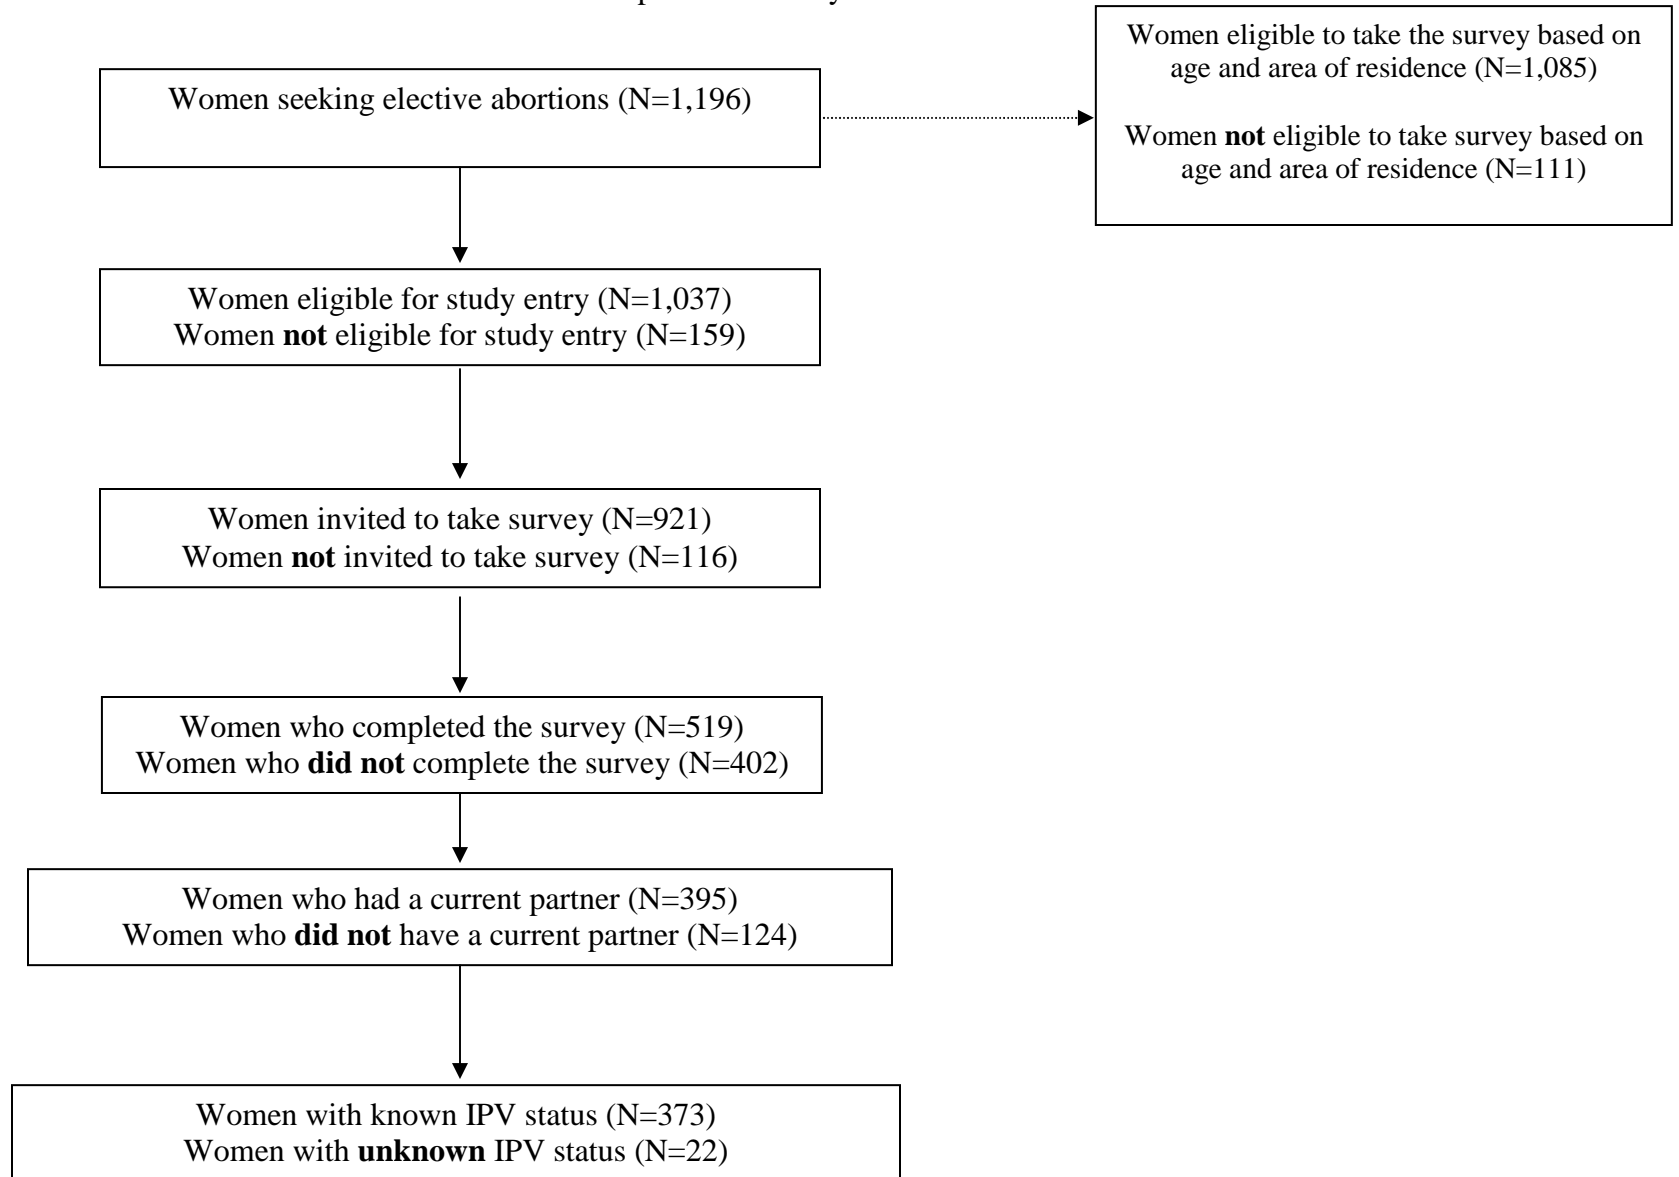 Women eligible to take the survey based on
age and area of residence (N=1,085)
Women not eligible to take survey based on
age and area of residence (N=111)
Women seeking elective abortions (N=1,196)
Women eligible for study entry (N=1,037)
Women not eligible for study entry (N=159)
Women invited to take survey (N=921)
Women not invited to take survey (N=116)
Women who completed the survey (N=519)
Women who did not complete the survey (N=402)
Women who had a current partner (N=395)
Women who did not have a current partner (N=124)
Women with known IPV status (N=373)
Women with unknown IPV status (N=22)